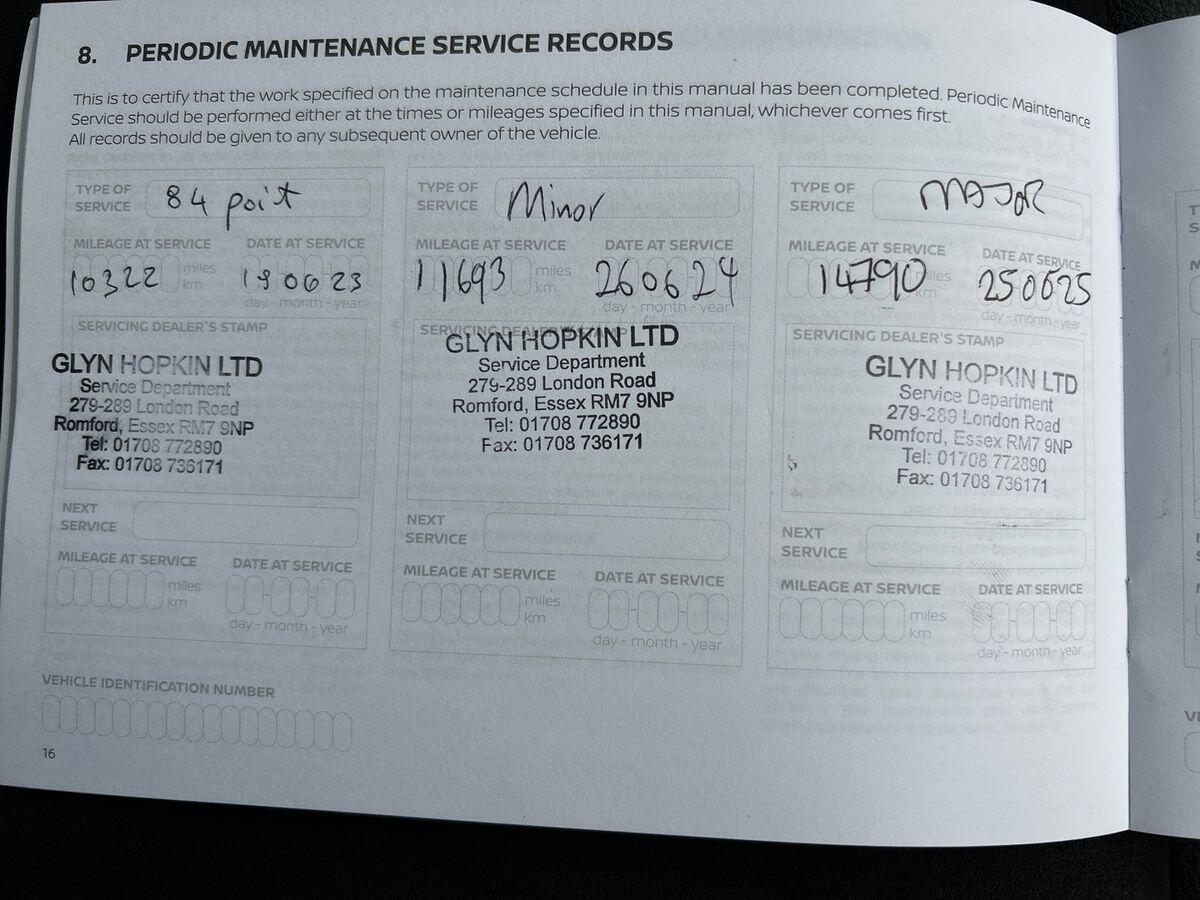 8. PERIODIC MAINTENANCE SERVICE RECORDS
This is to certify that the work specified on the maintenance schedule in this manual has been completed. Periodic Maintenance
Service should be performed either at the times or mileages specified in this manual, whichever comes first.
All records should be given to any subsequent owner of the vehicle.
TYPE OF SERVICE 84 poit
MILEAGE AT SERVICE DATE AT SERVICE
10322 miles km 190623
day - month - year
SERVICING DEALER'S STAMP
GLYN HOPKIN LTD
Service Department
279-289 London Road
Romford, Essex RM7 9NP
Tel: 01708 772890
Fax: 01708 736171
NEXT SERVICE
MILEAGE AT SERVICE DATE AT SERVICE
miles
km
day - month - year
TYPE OF SERVICE Minor
MILEAGE AT SERVICE DATE AT SERVICE
11693 miles km 260624
day - month - year
SERVICING DEALER'S STAMP
GLYN HOPKIN LTD
Service Department
279-289 London Road
Romford, Essex RM7 9NP
Tel: 01708 772890
Fax: 01708 736171
NEXT SERVICE
MILEAGE AT SERVICE DATE AT SERVICE
miles
km
day - month - year
TYPE OF SERVICE MAJOR
MILEAGE AT SERVICE DATE AT SERVICE
14790 miles km 250625
day - month - year
SERVICING DEALER'S STAMP
GLYN HOPKIN LTD
Service Department
279-289 London Road
Romford, Essex RM7 9NP
Tel: 01708 772890
Fax: 01708 736171
NEXT SERVICE
MILEAGE AT SERVICE DATE AT SERVICE
miles
km
day - month - year
VEHICLE IDENTIFICATION NUMBER
16